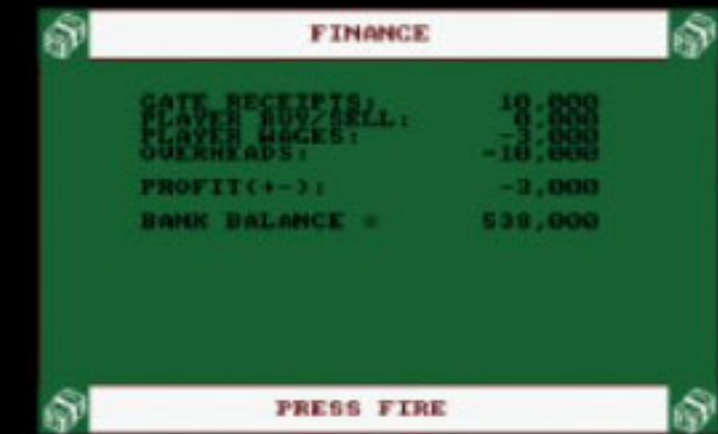 FINANCE
GATE RECEIPTS: 10,000
PLAYER BUY/SELL: 0,000
PLAYER WAGES: -3,000
OVERHEADS: -10,000
PROFIT(+-): -3,000
BANK BALANCE = 538,000
PRESS FIRE